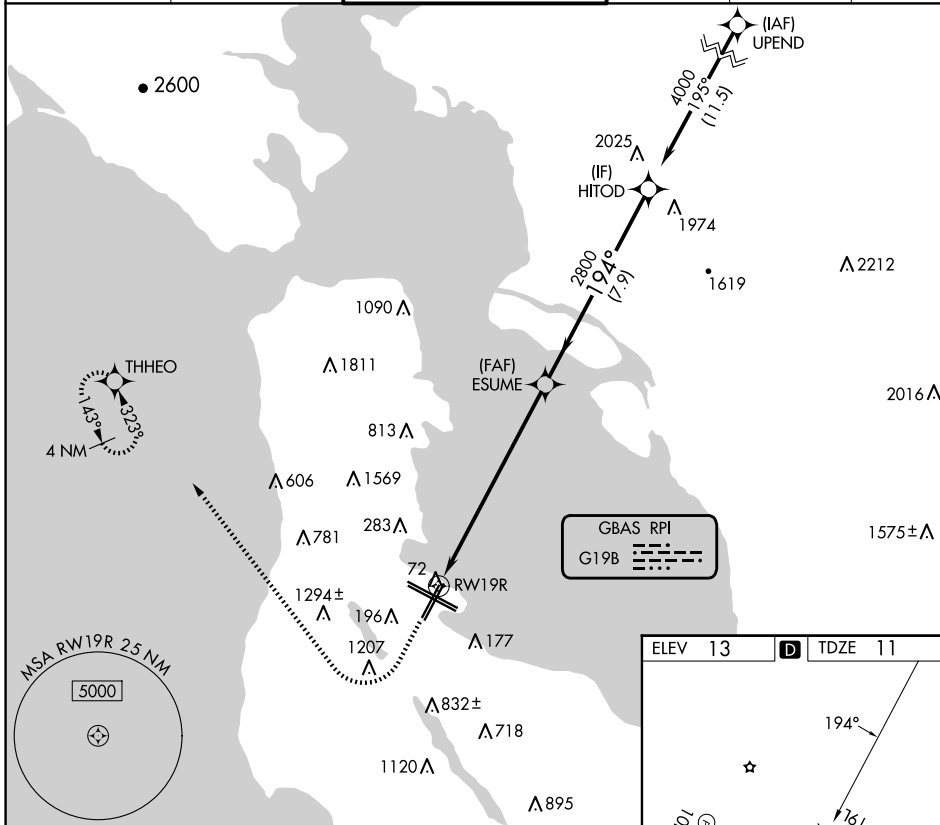 (IAF)
UPEND
2600
4000
195°
(11.5)
2025
(IF)
HITOD
1974
2800
194°
(7.9)
1619
2212
1090
THHEO
1811
(FAF)
ESUME
143°
323°
2016
4 NM
813
606
1569
GBAS RPI
G19B
283
781
1575±
72
RW19R
1294±
196
177
1207
MSA RW19R 25 NM
5000
ELEV 13
D
TDZE 11
832±
718
194°
1120
895